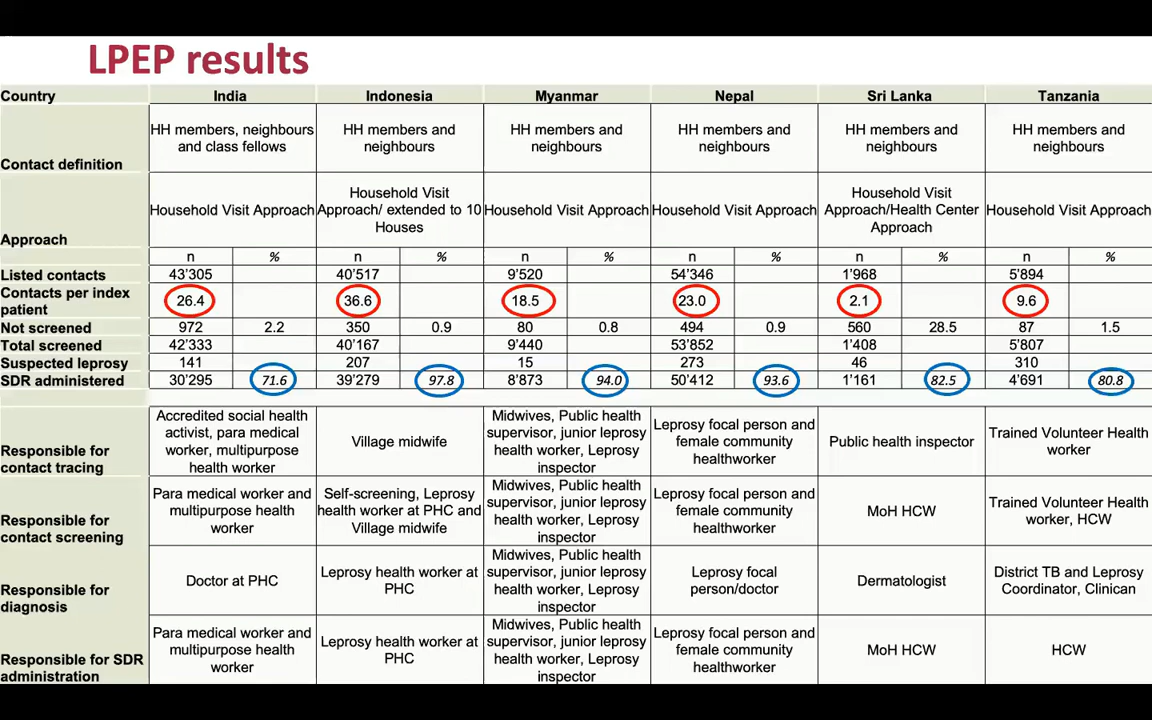 LPEP results
Country India Indonesia Myanmar Nepal Sri Lanka Tanzania
Contact definition HH members, neighbours and class fellows HH members and neighbours HH members and neighbours HH members and neighbours HH members and neighbours HH members and neighbours
Approach Household Visit Approach Household Visit Approach/ extended to 10 Houses Household Visit Approach Household Visit Approach Household Visit Approach/Health Center Approach Household Visit Approach
n % n % n % n % n % n %
Listed contacts 43'305 40'517 9'520 54'346 1'968 5'894
Contacts per index patient 26.4 36.6 18.5 23.0 2.1 9.6
Not screened 972 2.2 350 0.9 80 0.8 494 0.9 560 28.5 87 1.5
Total screened 42'333 40'167 9'440 53'852 1'408 5'807
Suspected leprosy 141 207 15 273 46 310
SDR administered 30'295 71.6 39'279 97.8 8'873 94.0 50'412 93.6 1'161 82.5 4'691 80.8
Responsible for contact tracing Accredited social health activist, para medical worker, multipurpose health worker Village midwife Midwives, Public health supervisor, junior leprosy health worker, Leprosy inspector Leprosy focal person and female community healthworker Public health inspector Trained Volunteer Health worker
Responsible for contact screening Para medical worker and multipurpose health worker Self-screening, Leprosy health worker at PHC and Village midwife Midwives, Public health supervisor, junior leprosy health worker, Leprosy inspector Leprosy focal person and female community healthworker MoH HCW Trained Volunteer Health worker, HCW
Responsible for diagnosis Doctor at PHC Leprosy health worker at PHC Midwives, Public health supervisor, junior leprosy health worker, Leprosy inspector Leprosy focal person/doctor Dermatologist District TB and Leprosy Coordinator, Clinican
Responsible for SDR administration Para medical worker and multipurpose health worker Leprosy health worker at PHC Midwives, Public health supervisor, junior leprosy health worker, Leprosy inspector Leprosy focal person and female community healthworker MoH HCW HCW